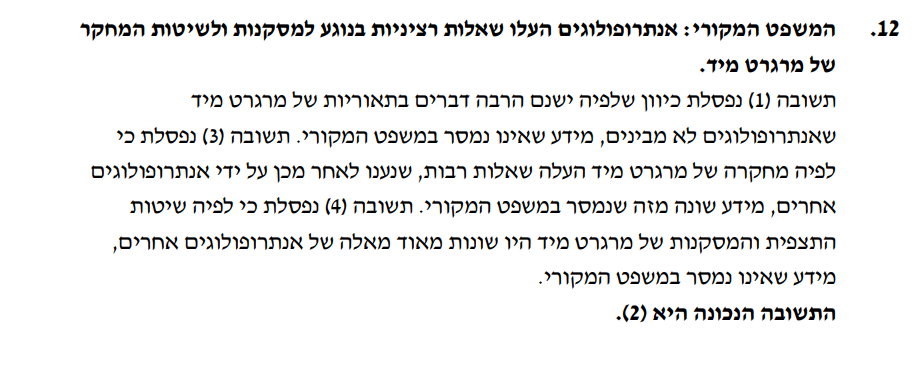 12. המשפט המקורי: אנתרופולוגים העלו שאלות רציניות בנוגע למסקנות ולשיטות המחקר
של מרגרט מיד.
תשובה (1) נפסלת כיוון שלפיה ישנם הרבה דברים בתאוריות של מרגרט מיד
שאנתרופולוגים לא מבינים, מידע שאינו נמסר במשפט המקורי. תשובה (3) נפסלת כי
לפיה מחקרה של מרגרט מיד העלה שאלות רבות, שנענו לאחר מכן על ידי אנתרופולוגים
אחרים, מידע שונה מזה שנמסר במשפט המקורי. תשובה (4) נפסלת כי לפיה שיטות
התצפית והמסקנות של מרגרט מיד היו שונות מאוד מאלה של אנתרופולוגים אחרים,
מידע שאינו נמסר במשפט המקורי.
התשובה הנכונה היא (2).